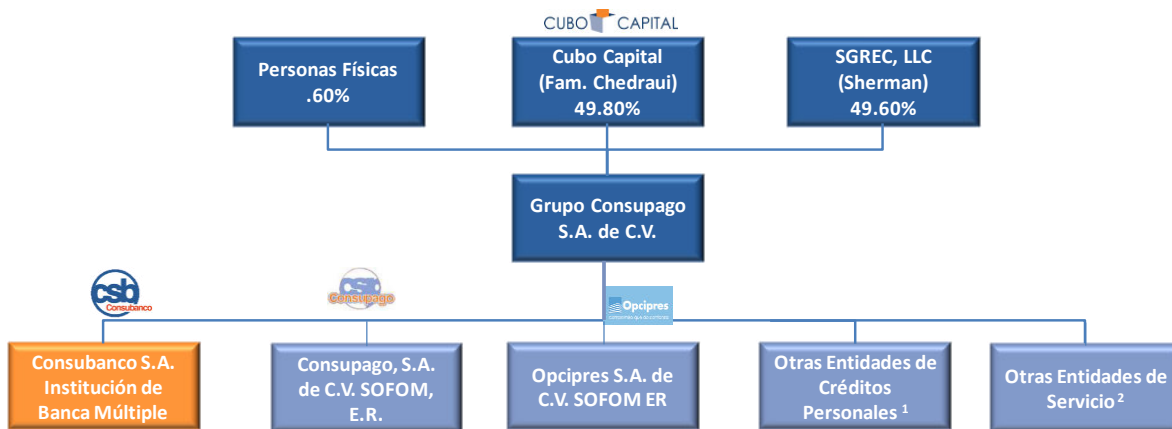 CUBO CAPITAL
Personas Físicas
.60%
Cubo Capital
(Fam. Chedraui)
49.80%
SGREC, LLC
(Sherman)
49.60%
Grupo Consupago
S.A. de C.V.
csb
Consubanco
csp
Consupago
Opcipres
Consubanco S.A.
Institución de
Banca Múltiple
Consupago, S.A.
de C.V. SOFOM,
E.R.
Opcipres S.A. de
C.V. SOFOM ER
Otras Entidades de
Créditos
Personales ¹
Otras Entidades de
Servicio ²